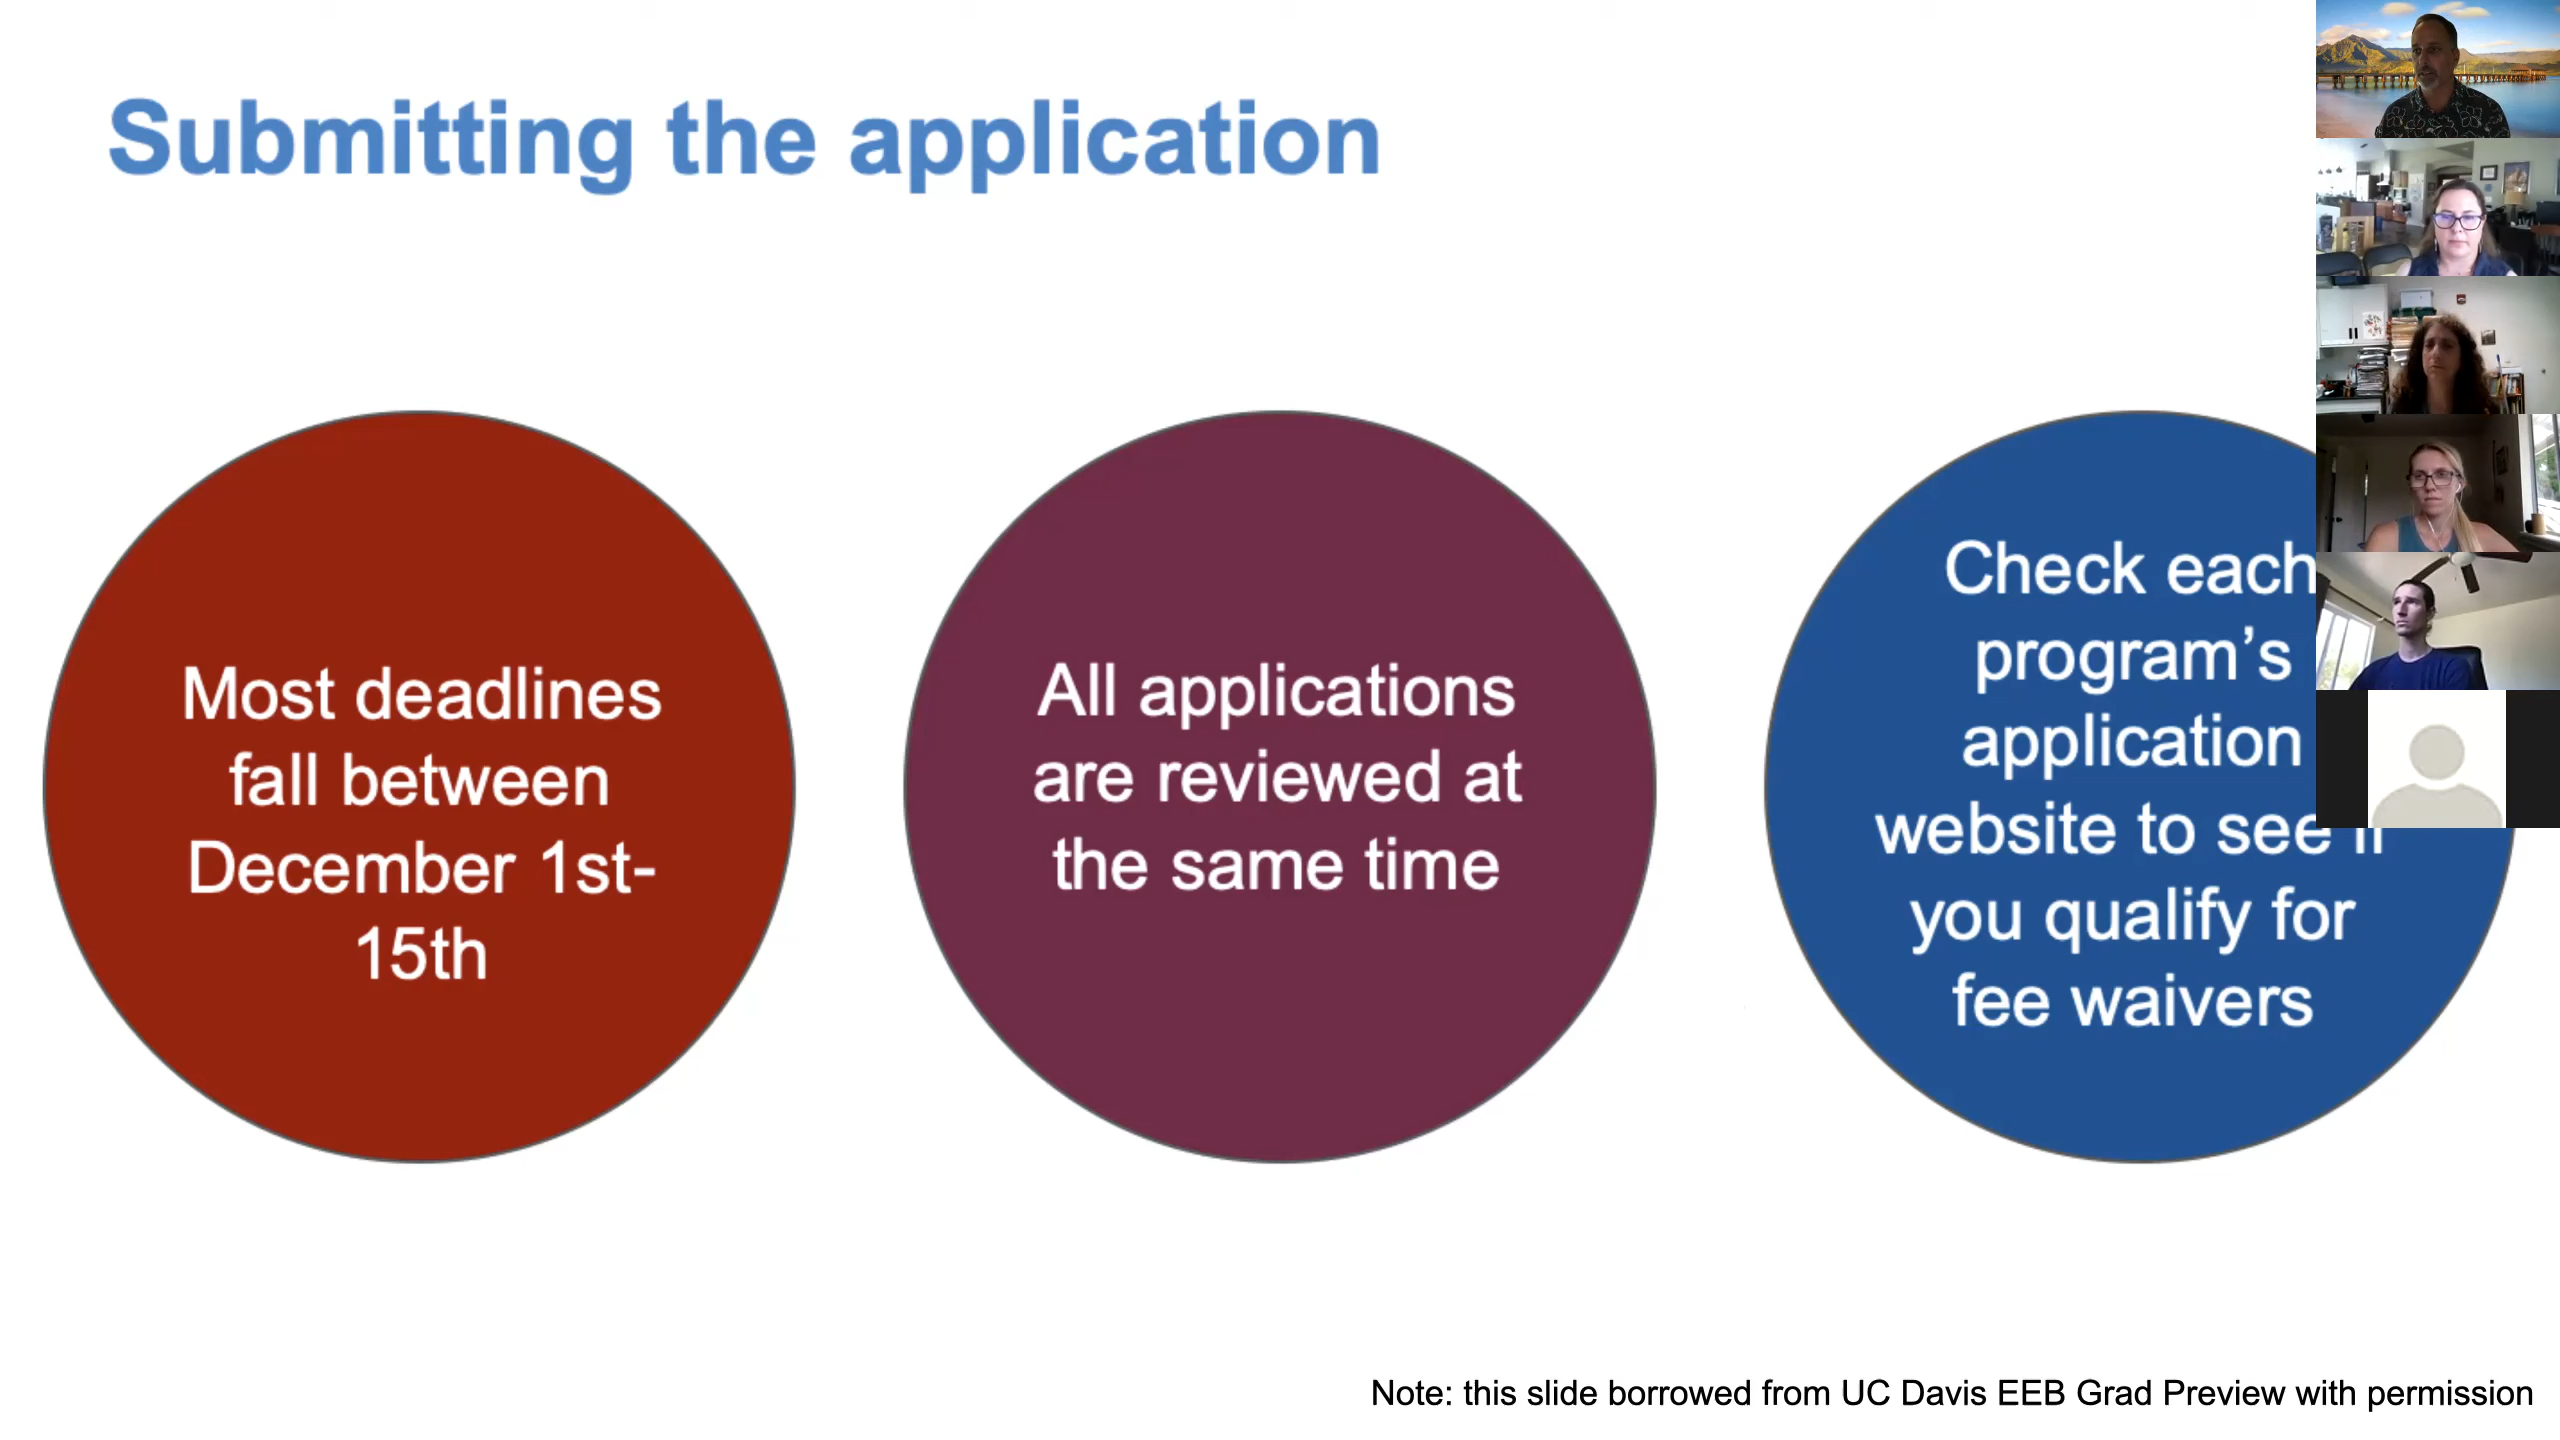 Submitting the application
Most deadlines
fall between
December 1st-
15th
All applications
are reviewed at
the same time
Check each
program’s
application
website to see if
you qualify for
fee waivers
Note: this slide borrowed from UC Davis EEB Grad Preview with permission